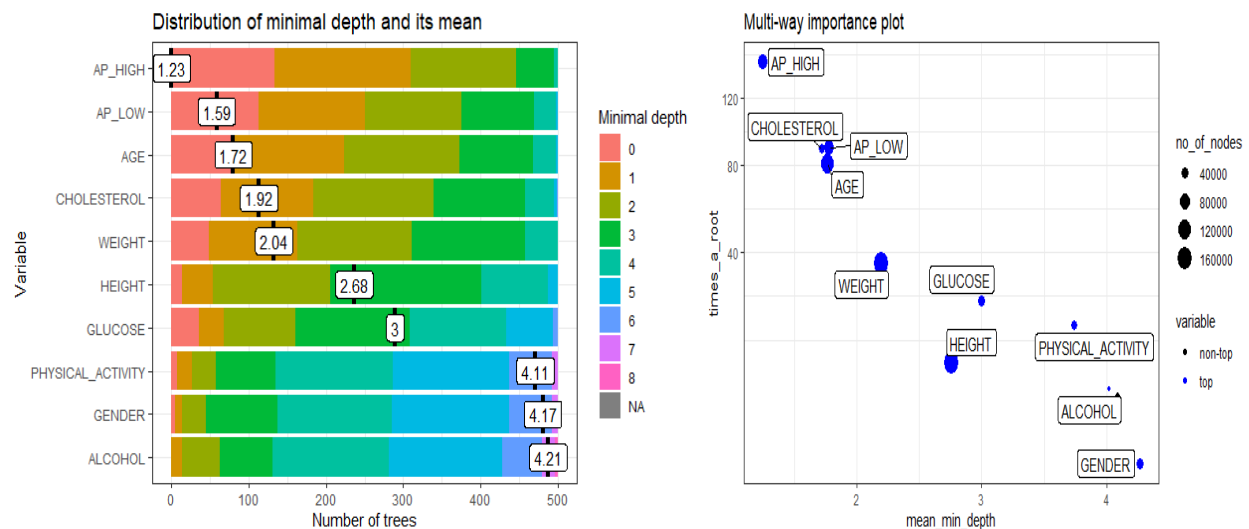 Distribution of minimal depth and its mean
Variable
AP_HIGH
AP_LOW
AGE
CHOLESTEROL
WEIGHT
HEIGHT
GLUCOSE
PHYSICAL_ACTIVITY
GENDER
ALCOHOL
1.23
1.59
1.72
1.92
2.04
2.68
3
4.11
4.17
4.21
0 100 200 300 400 500
Number of trees
Minimal depth
0
1
2
3
4
5
6
7
8
NA
Multi-way importance plot
times_a_root
120
80
40
AP_HIGH
CHOLESTEROL
AP_LOW
AGE
WEIGHT
GLUCOSE
HEIGHT
PHYSICAL_ACTIVITY
ALCOHOL
GENDER
2 3 4
mean_min_depth
no_of_nodes
40000
80000
120000
160000
variable
non-top
top